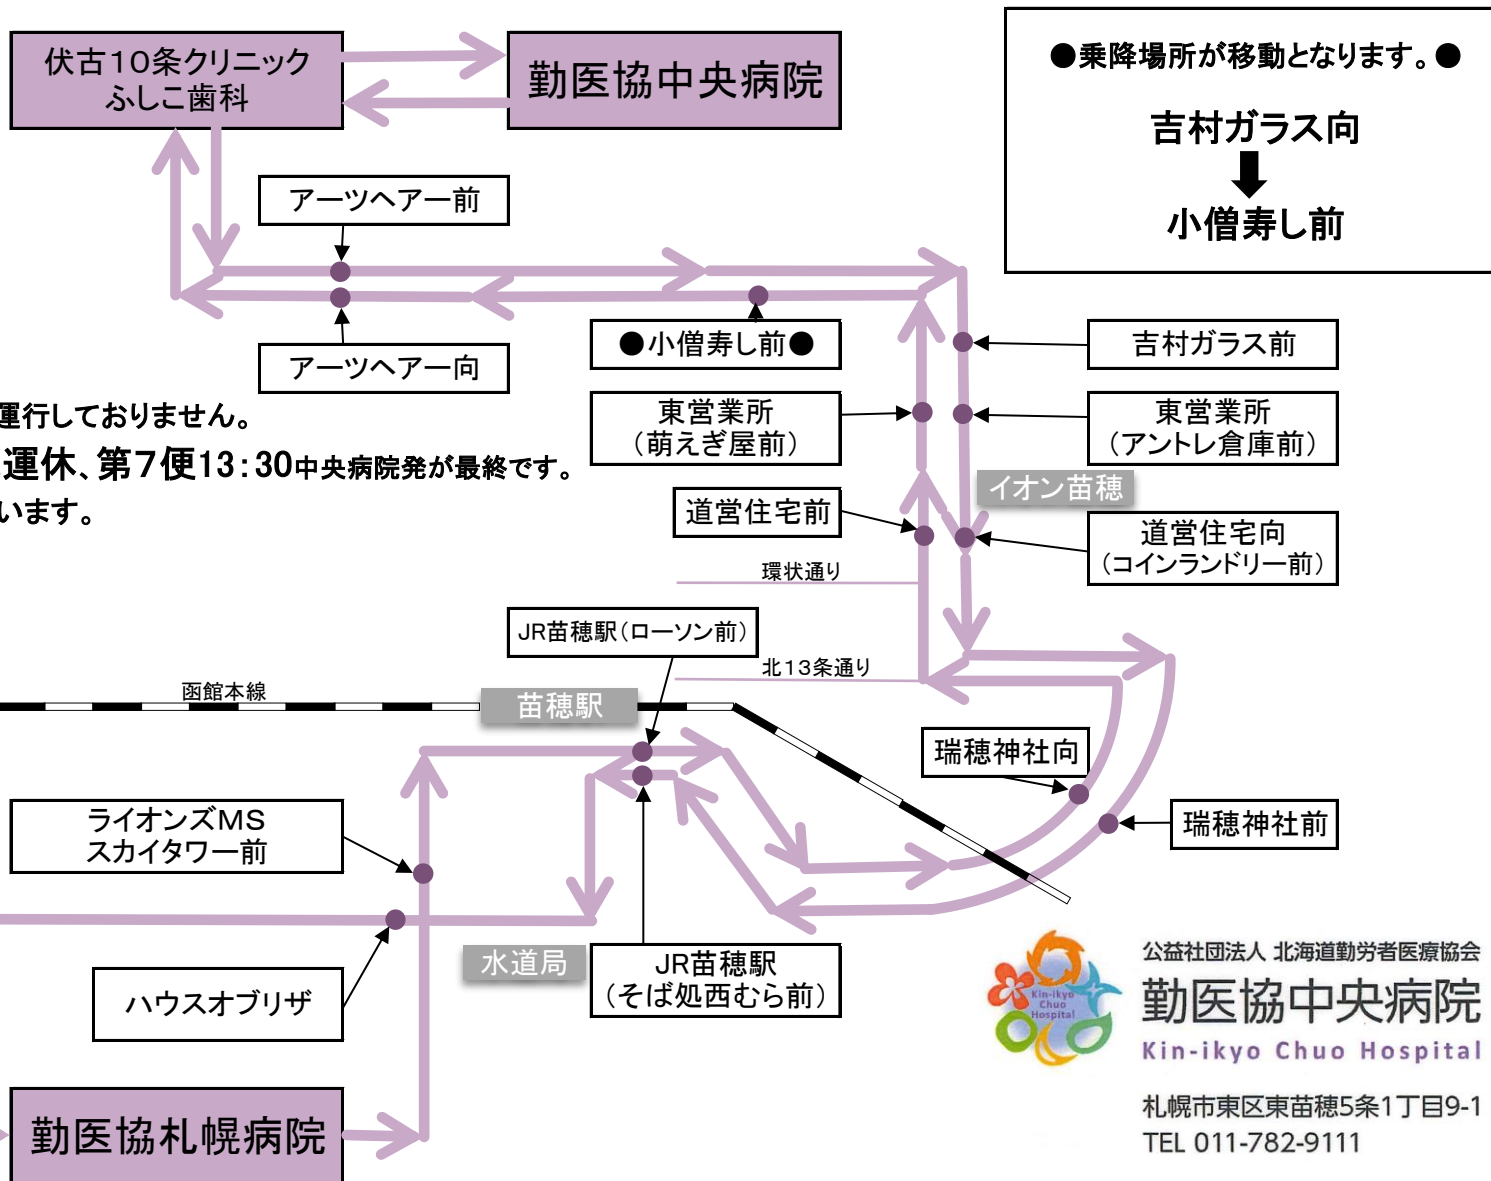 伏古10条クリニック
ふしこ歯科
勤医協中央病院
●乗降場所が移動となります。●
吉村ガラス向
小僧寿し前
アーツヘアー前
アーツヘアー向
●小僧寿し前●
吉村ガラス前
東営業所
（萌えぎ屋前）
東営業所
（アントレ倉庫前）
運行しておりません。
運休、第7便13：30中央病院発が最終です。
います。
イオン苗穂
道営住宅前
道営住宅向
（コインランドリー前）
環状通り
JR苗穂駅（ローソン前）
北13条通り
函館本線
苗穂駅
瑞穂神社向
瑞穂神社前
ライオンズMS
スカイタワー前
水道局
JR苗穂駅
（そば処西むら前）
ハウスオブリザ
勤医協札幌病院
Kin-ikyo
Chuo
Hospital
公益社団法人 北海道勤労者医療協会
勤医協中央病院
Kin-ikyo Chuo Hospital
札幌市東区東苗穂5条1丁目9-1
TEL 011-782-9111